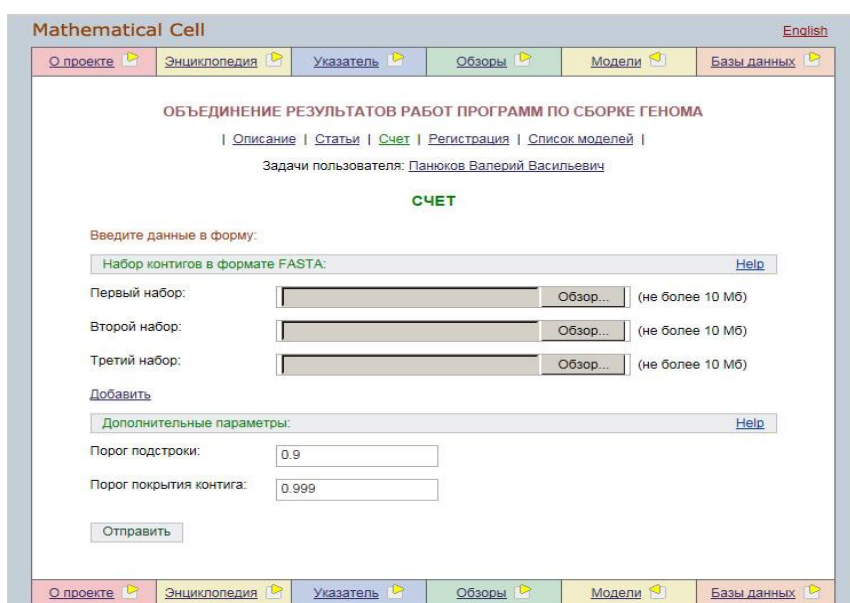 Mathematical Cell English
О проекте Энциклопедия Указатель Обзоры Модели Базы данных
ОБЪЕДИНЕНИЕ РЕЗУЛЬТАТОВ РАБОТ ПРОГРАММ ПО СБОРКЕ ГЕНОМА
| Описание | Статьи | Счет | Регистрация | Список моделей |
Задачи пользователя: Панюков Валерий Васильевич
СЧЕТ
Введите данные в форму:
Набор контигов в формате FASTA: Help
Первый набор: Обзор... (не более 10 Мб)
Второй набор: Обзор... (не более 10 Мб)
Третий набор: Обзор... (не более 10 Мб)
Добавить
Дополнительные параметры: Help
Порог подстроки: 0.9
Порог покрытия контига: 0.999
Отправить
О проекте Энциклопедия Указатель Обзоры Модели Базы данных